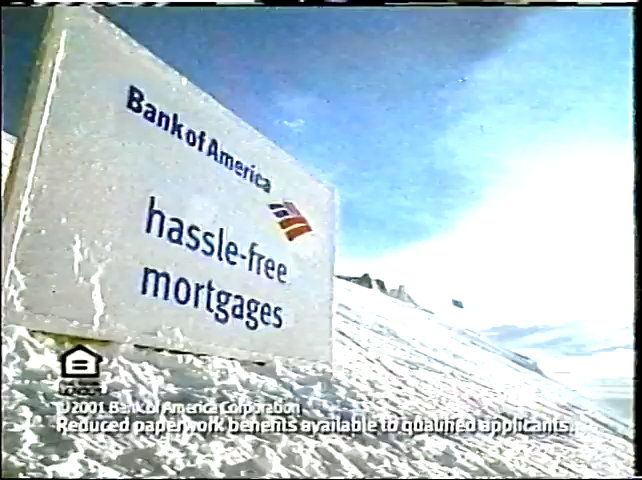 Bank of America
hassle-free
mortgages
©2001 Bank of America Corporation
Reduced paperwork benefits available to qualified applicants.